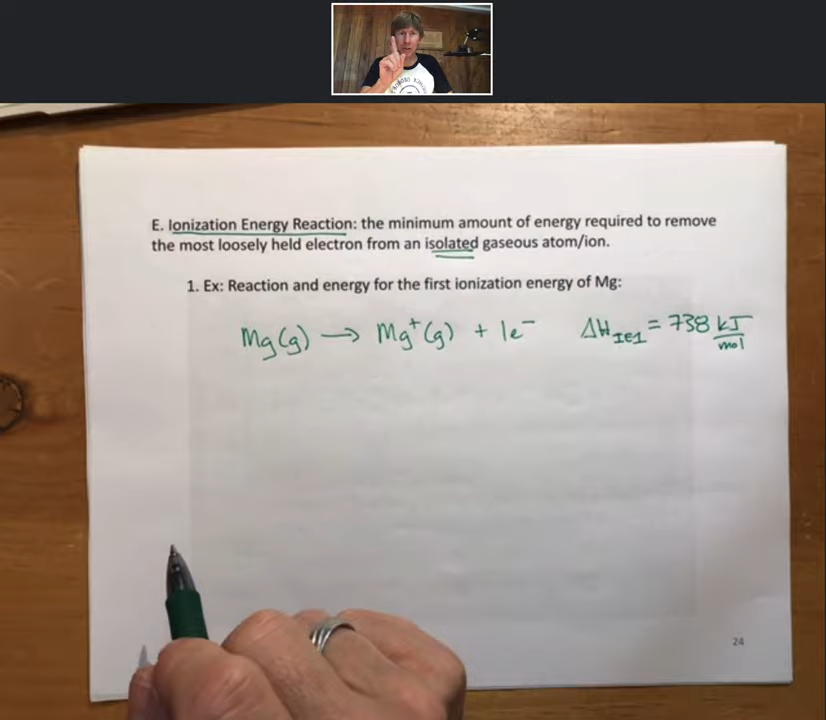 E. Ionization Energy Reaction: the minimum amount of energy required to remove
the most loosely held electron from an isolated gaseous atom/ion.
1. Ex: Reaction and energy for the first ionization energy of Mg:
Mg(g) → Mg⁺(g) + 1e⁻ ΔH_IE1 = 738 kJ/mol
24